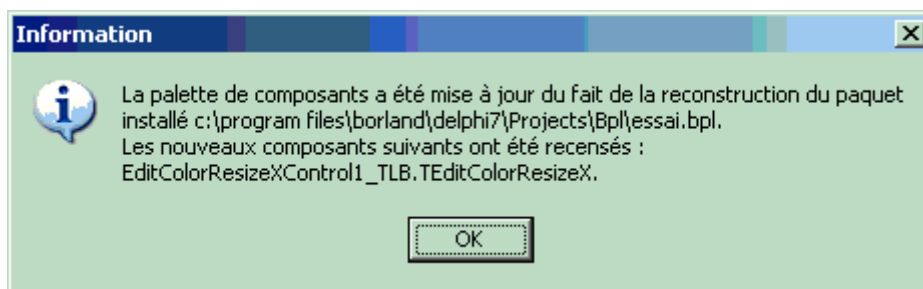 Information
La palette de composants a été mise à jour du fait de la reconstruction du paquet
installé c:\program files\borland\delphi7\Projects\Bpl\essai.bpl.
Les nouveaux composants suivants ont été recensés :
EditColorResizeXControl1_TLB.TEditColorResizeX.
OK